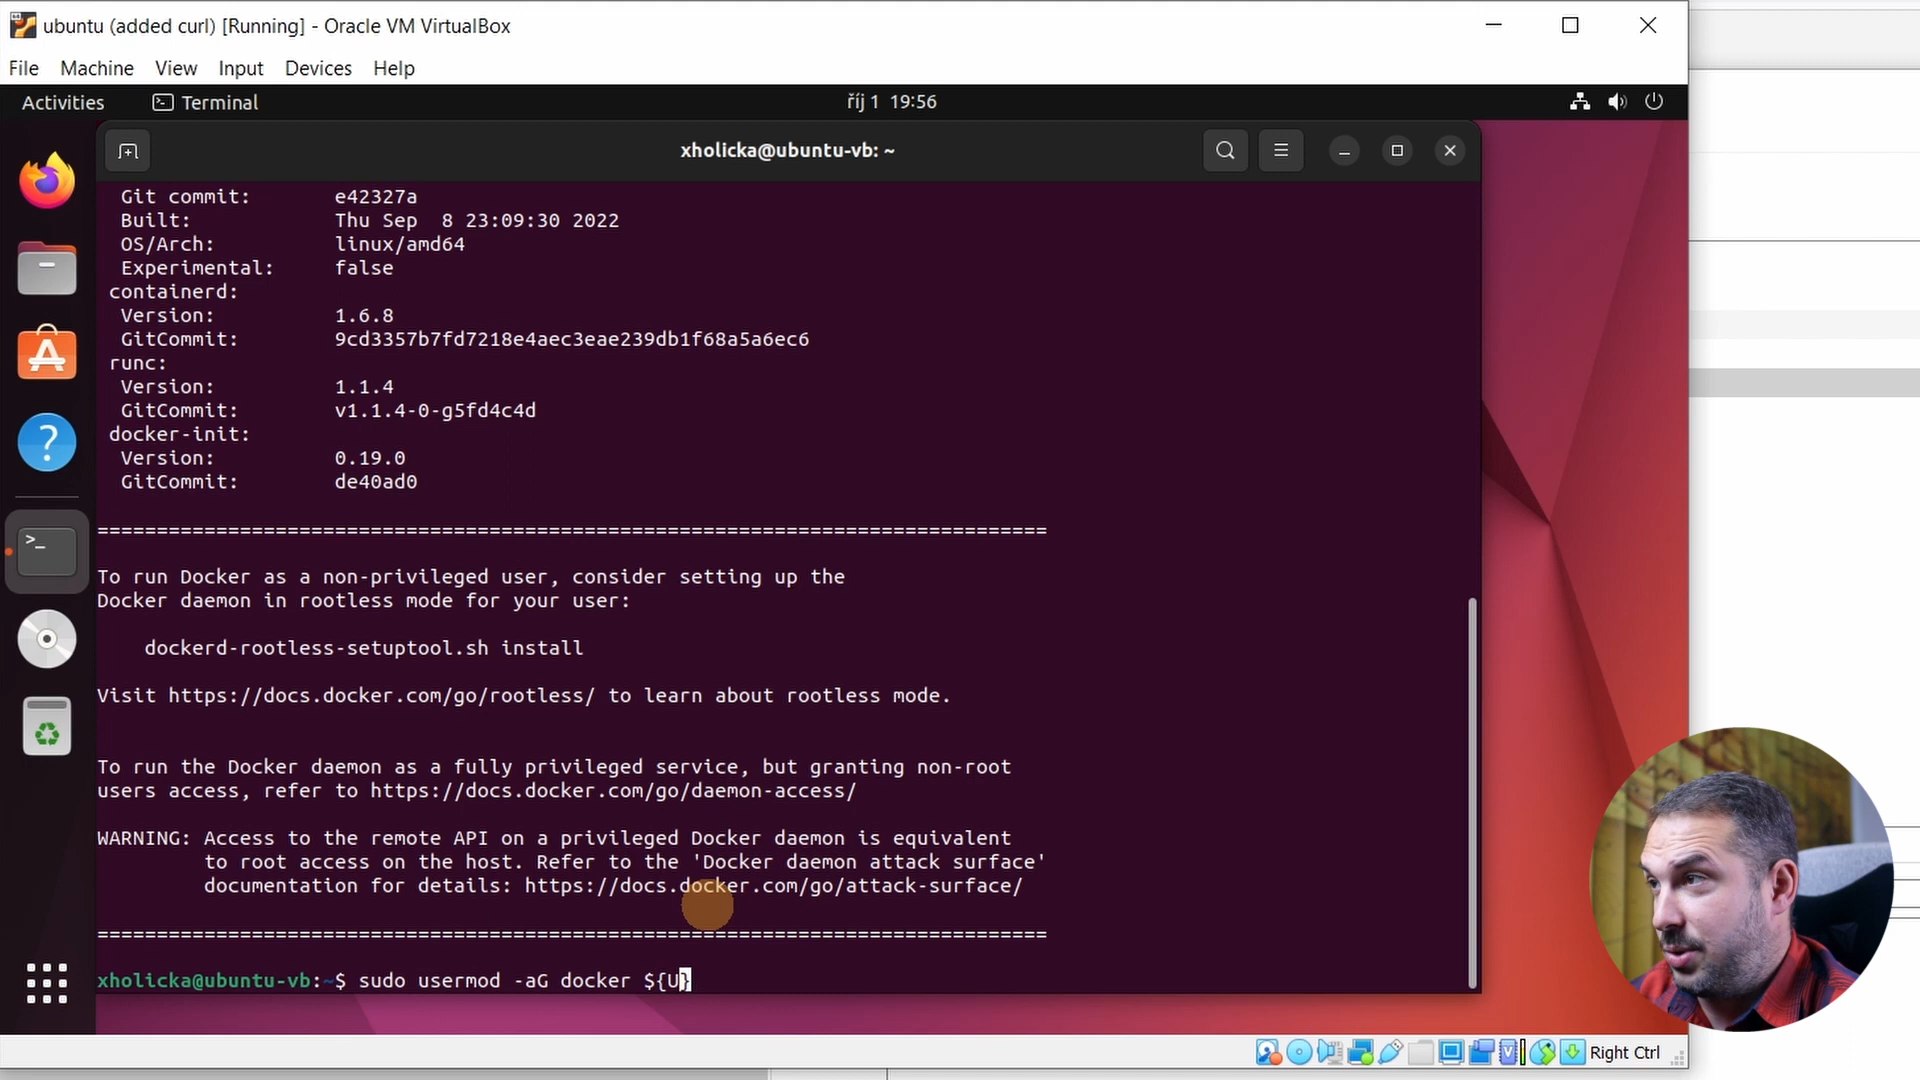 ubuntu (added curl) [Running] - Oracle VM VirtualBox
File Machine View Input Devices Help
Activities Terminal říj 1 19:56
xholicka@ubuntu-vb: ~
Git commit: e42327a
Built: Thu Sep 8 23:09:30 2022
OS/Arch: linux/amd64
Experimental: false
containerd:
Version: 1.6.8
GitCommit: 9cd3357b7fd7218e4aec3eae239db1f68a5a6ec6
runc:
Version: 1.1.4
GitCommit: v1.1.4-0-g5fd4c4d
docker-init:
Version: 0.19.0
GitCommit: de40ad0
================================================================================
To run Docker as a non-privileged user, consider setting up the
Docker daemon in rootless mode for your user:
dockerd-rootless-setuptool.sh install
Visit https://docs.docker.com/go/rootless/ to learn about rootless mode.
To run the Docker daemon as a fully privileged service, but granting non-root
users access, refer to https://docs.docker.com/go/daemon-access/
WARNING: Access to the remote API on a privileged Docker daemon is equivalent
to root access on the host. Refer to the 'Docker daemon attack surface'
documentation for details: https://docs.docker.com/go/attack-surface/
================================================================================
xholicka@ubuntu-vb:~$ sudo usermod -aG docker ${U}
Right Ctrl